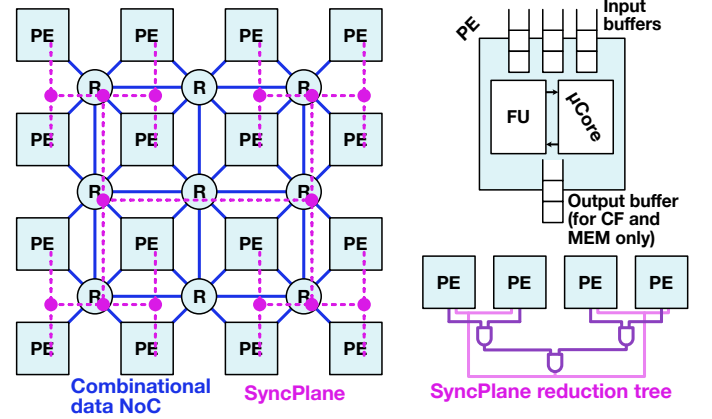 PE PE PE PE
R R R
PE PE PE PE
R R R
PE PE PE PE
R R R
PE PE PE PE
Combinational
data NoC
SyncPlane
PE
Input
buffers
FU
µCore
Output buffer
(for CF and
MEM only)
PE PE PE PE
SyncPlane reduction tree